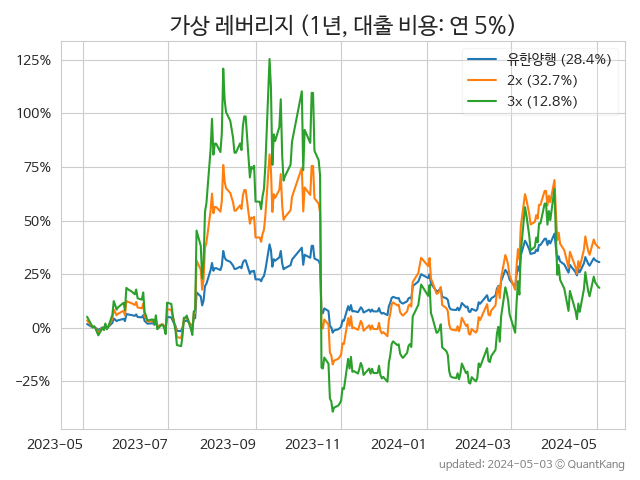 가상 레버리지 (1년, 대출 비용: 연 5%)
유한양행 (28.4%)
2x (32.7%)
3x (12.8%)
125%
100%
75%
50%
25%
0%
−25%
2023-05 2023-07 2023-09 2023-11 2024-01 2024-03 2024-05
updated: 2024-05-03 © QuantKang